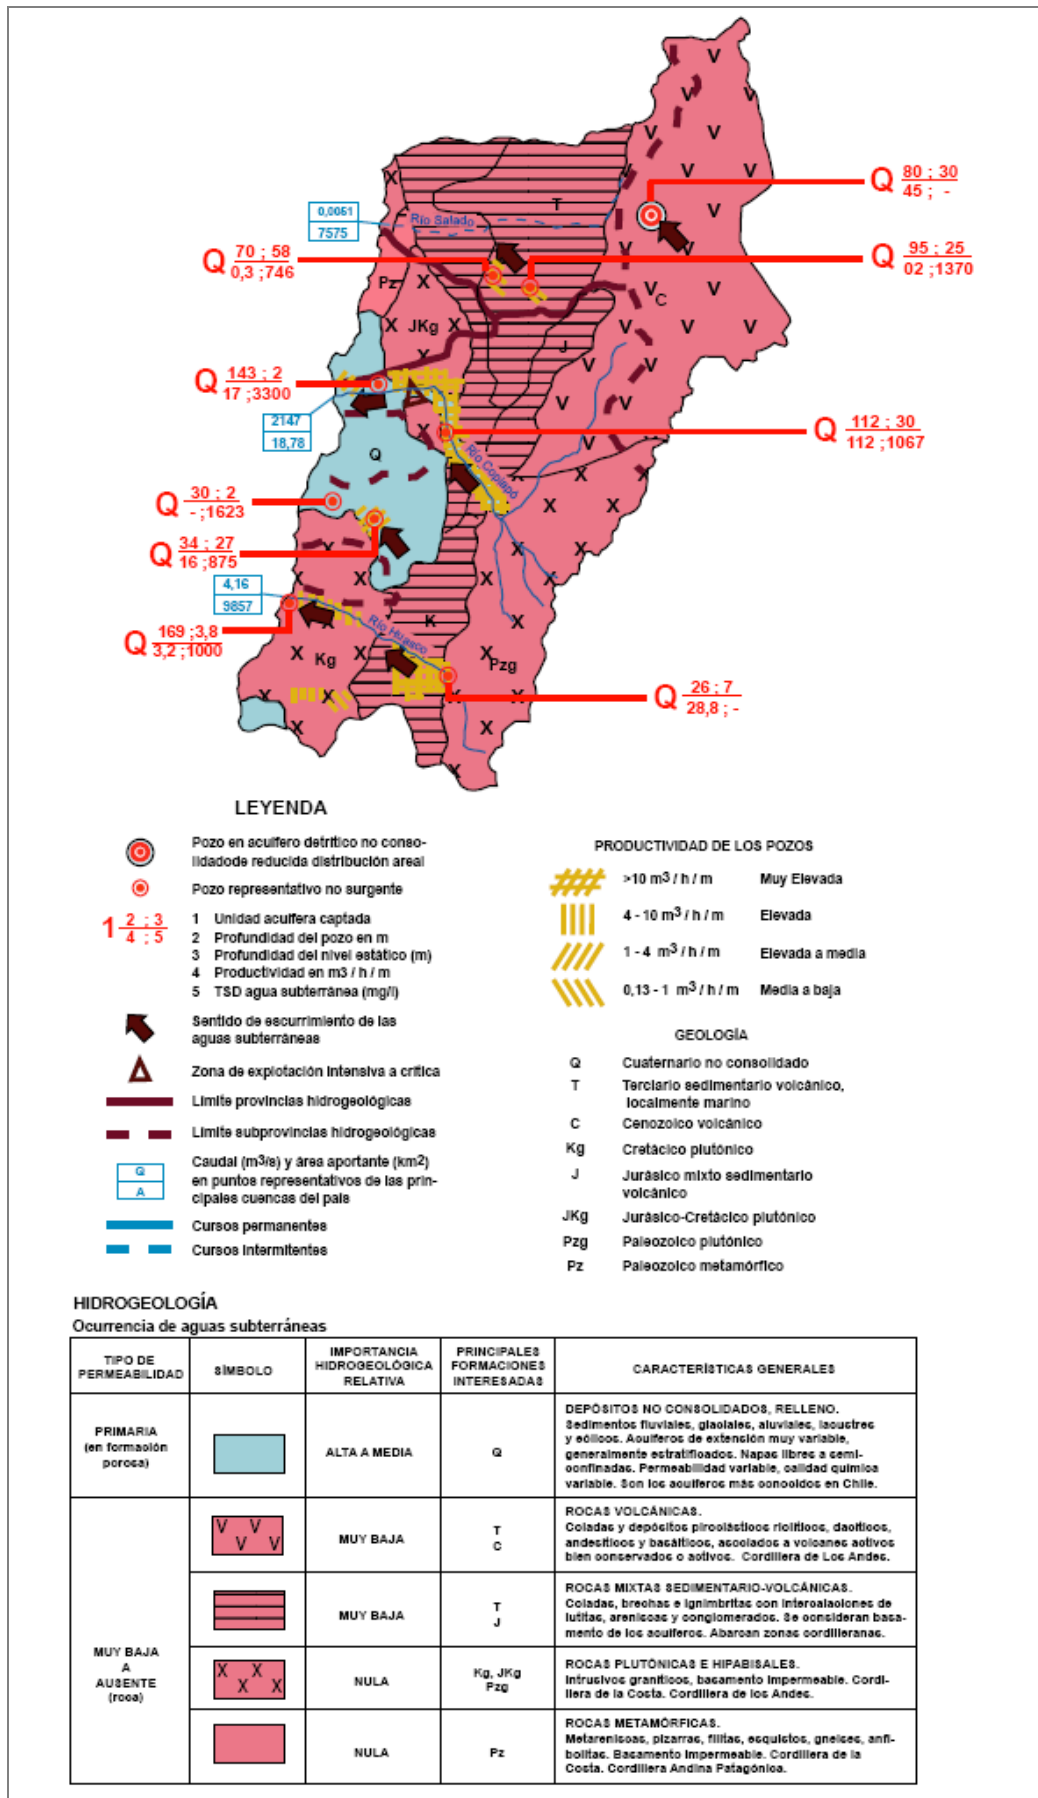 V
V
V
V V
V V
V
X
T
Q 80 ; 30
45 ; -
0,0051
7575
Río Salado
V
Q 70 ; 58
0,3 ;746
Q 95 ; 25
02 ;1370
Pz
X
V
C
V
X JKg X
V V V
X
J
V V
Q 143 ; 2
17 ;3300
V V
2147
18,78
X
Q 112 ; 30
112 ;1067
Q
Río Copiapó
V
X X
Q 30 ; 2
- ;1623
X X X
Q 34 ; 27
16 ;875
X X X
4,16
9857
X X X X
Q 169 ;3,8
3,2 ;1000
X
Río Huasco
K
X
X Kg X
X Pzg
Q 26 ; 7
28,8 ; -
X X X X
X X
X
LEYENDA
Pozo en acuífero detrítico no conso-
lidadode reducida distribución areal
Pozo representativo no surgente
1 2 ; 3
4 ; 5
1 Unidad acuífera captada
2 Profundidad del pozo en m
3 Profundidad del nivel estático (m)
4 Productividad en m3 / h / m
5 TSD agua subterránea (mg/l)
Sentido de escurrimiento de las
aguas subterráneas
Zona de explotación intensiva a crítica
Límite provincias hidrogeológicas
Límite subprovincias hidrogeológicas
Q
A
Caudal (m3/s) y área aportante (km2)
en puntos representativos de las prin-
cipales cuencas del país
Cursos permanentes
Cursos intermitentes
PRODUCTIVIDAD DE LOS POZOS
>10 m3 / h / m Muy Elevada
4 - 10 m3 / h / m Elevada
1 - 4 m3 / h / m Elevada a media
0,13 - 1 m3 / h / m Media a baja
GEOLOGÍA
Q Cuaternario no consolidado
T Terciario sedimentario volcánico,
localmente marino
C Cenozoico volcánico
Kg Cretácico plutónico
J Jurásico mixto sedimentario
volcánico
JKg Jurásico-Cretácico plutónico
Pzg Paleozoico plutónico
Pz Paleozoico metamórfico
HIDROGEOLOGÍA
Ocurrencia de aguas subterráneas
TIPO DE
PERMEABILIDAD
SÍMBOLO
IMPORTANCIA
HIDROGEOLÓGICA
RELATIVA
PRINCIPALES
FORMACIONES
INTERESADAS
CARACTERÍSTICAS GENERALES
PRIMARIA
(en formación
porosa)
ALTA A MEDIA
Q
DEPÓSITOS NO CONSOLIDADOS, RELLENO.
Sedimentos fluviales, glaciales, aluviales, lacustres
y eólicos. Acuíferos de extensión muy variable,
generalmente estratificados. Napas libres a semi-
confinadas. Permeabilidad variable, calidad química
variable. Son los acuíferos más conocidos en Chile.
MUY BAJA
A
AUSENTE
(roca)
V V
V V
MUY BAJA
T
C
ROCAS VOLCÁNICAS.
Coladas y depósitos piroclásticos riolíticos, dacíticos,
andesíticos y basálticos, asociados a volcanes activos
bien conservados o activos. Cordillera de Los Andes.
MUY BAJA
T
J
ROCAS MIXTAS SEDIMENTARIO-VOLCÁNICAS.
Coladas, brechas e ignimbritas con intercalaciones de
lutitas, areniscas y conglomerados. Se consideran basa-
mento de los acuíferos. Abarcan zonas cordilleranas.
X X
X X
NULA
Kg, JKg
Pzg
ROCAS PLUTÓNICAS E HIPABISALES.
Intrusivos graníticos, basamento impermeable. Cordi-
llera de la Costa. Cordillera de los Andes.
NULA
Pz
ROCAS METAMÓRFICAS.
Metareniscas, pizarras, filitas, esquistos, gneises, anfi-
bolitas. Basamento impermeable. Cordillera de la
Costa. Cordillera Andina Patagónica.